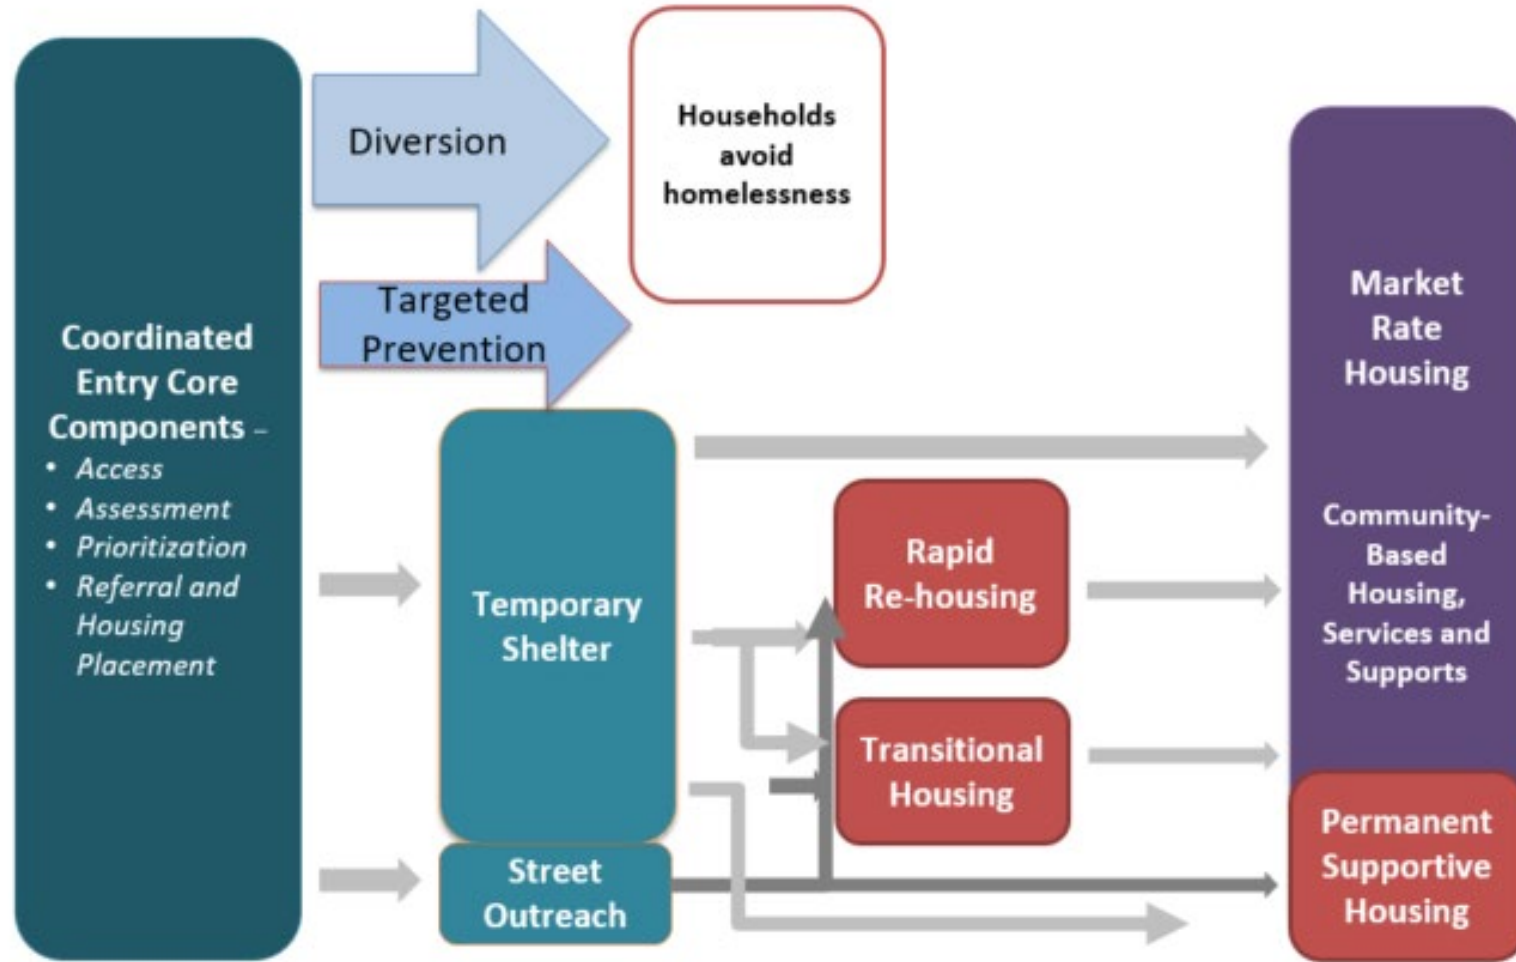 Coordinated
Entry Core
Components –
• Access
• Assessment
• Prioritization
• Referral and
Housing
Placement
Diversion
Targeted
Prevention
Households
avoid
homelessness
Temporary
Shelter
Street
Outreach
Rapid
Re-housing
Transitional
Housing
Market
Rate
Housing
Community-
Based
Housing,
Services and
Supports
Permanent
Supportive
Housing